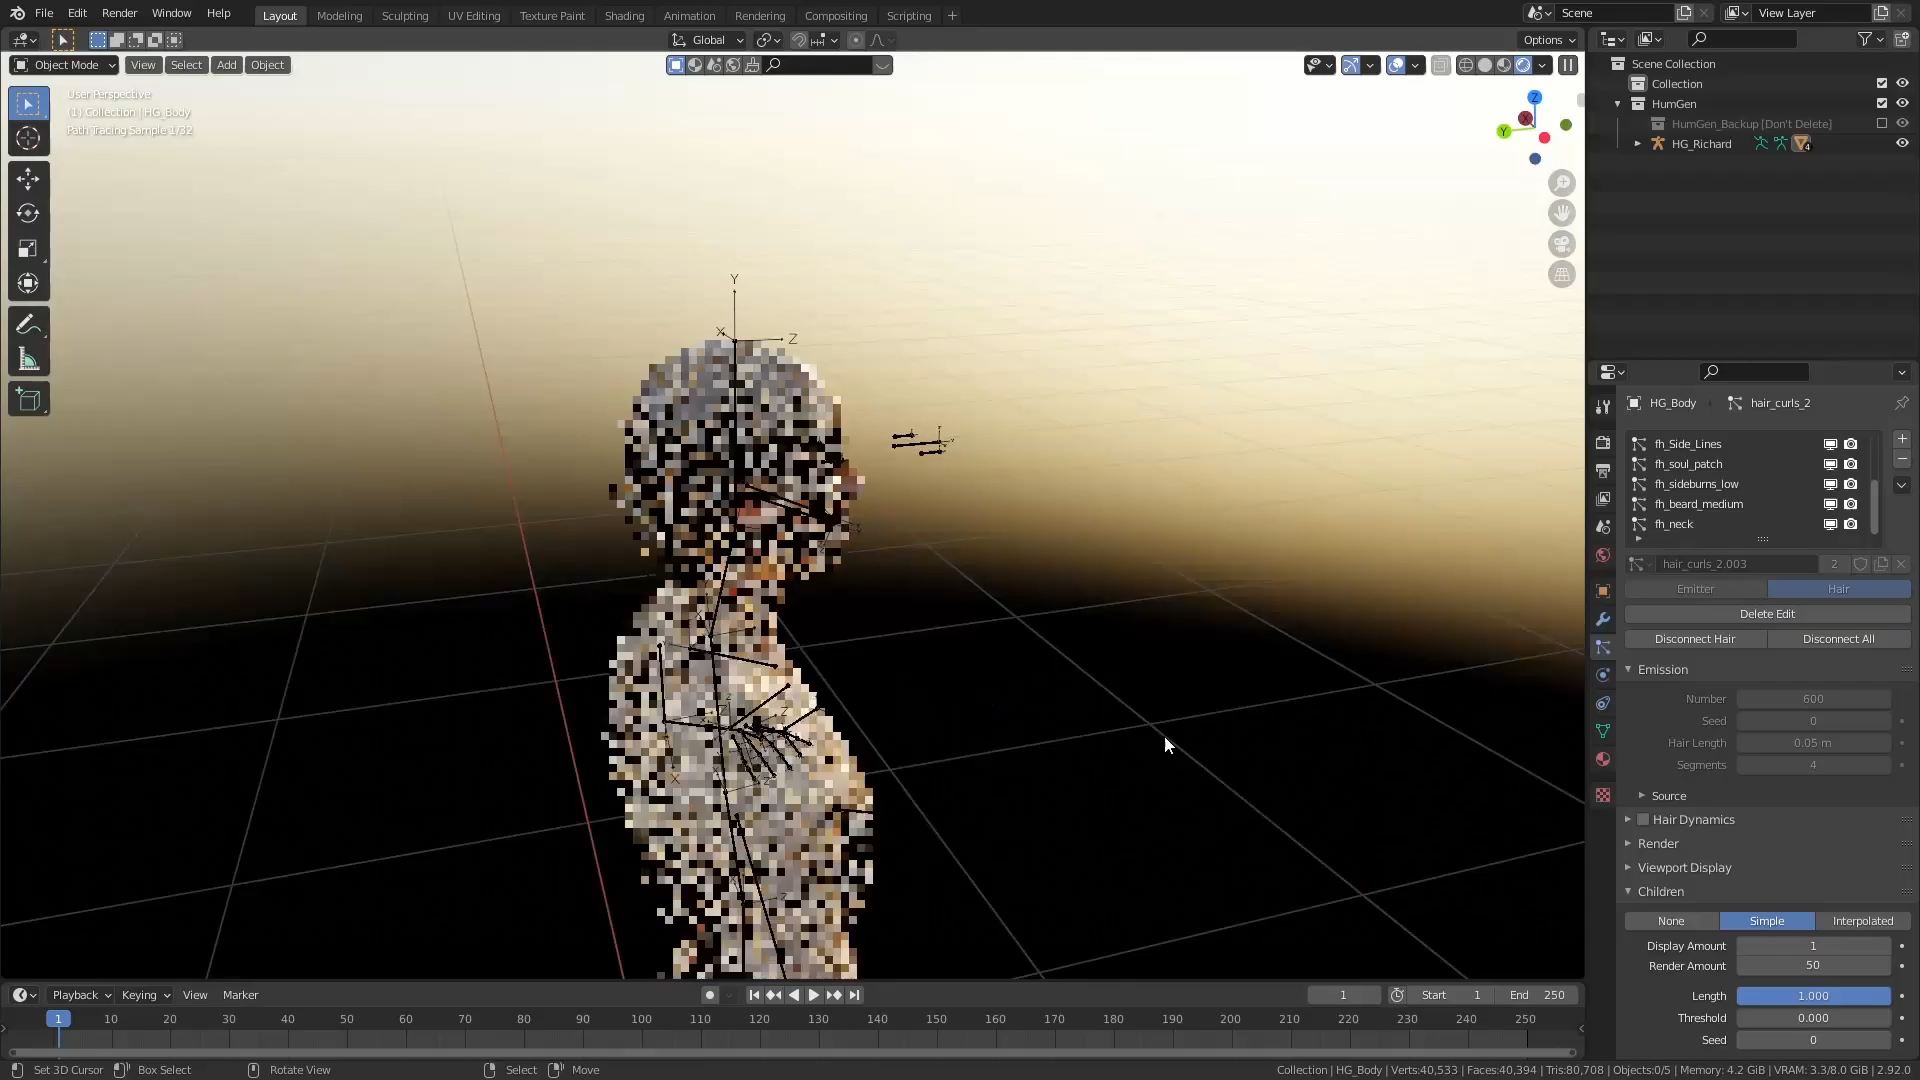 File Edit Render Window Help
Layout Modeling Sculpting UV Editing Texture Paint Shading Animation Rendering Compositing Scripting +
Scene
View Layer
Global
Options
Object Mode View Select Add Object
User Perspective
(1) Collection | HG_Body
Path Tracing Sample 1/32
Z
X
Y
Y
X
Z
Scene Collection
Collection
HumGen
HumGen_Backup [Don't Delete]
HG_Richard
4
HG_Body
hair_curls_2
fh_Side_Lines
fh_soul_patch
fh_sideburns_low
fh_beard_medium
fh_neck
hair_curls_2.003 2
Emitter Hair
Delete Edit
Disconnect Hair Disconnect All
Emission
Number 600
Seed 0
Hair Length 0.05 m
Segments 4
Source
Hair Dynamics
Render
Viewport Display
Children
None Simple Interpolated
Display Amount 1
Render Amount 50
Length 1.000
Threshold 0.000
Seed 0
Playback Keying View Marker
1 Start 1 End 250
1 10 20 30 40 50 60 70 80 90 100 110 120 130 140 150 160 170 180 190 200 210 220 230 240 250
Set 3D Cursor Box Select Rotate View Select Move
Collection | HG_Body | Verts:40,533 | Faces:40,394 | Tris:80,708 | Objects:0/5 | Memory: 4.2 GiB | VRAM: 3.3/8.0 GiB | 2.92.0